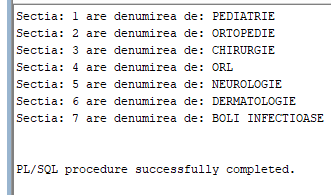 Sectia: 1 are denumirea de: PEDIATRIE
Sectia: 2 are denumirea de: ORTOPEDIE
Sectia: 3 are denumirea de: CHIRURGIE
Sectia: 4 are denumirea de: ORL
Sectia: 5 are denumirea de: NEUROLOGIE
Sectia: 6 are denumirea de: DERMATOLOGIE
Sectia: 7 are denumirea de: BOLI INFECTIOASE
PL/SQL procedure successfully completed.